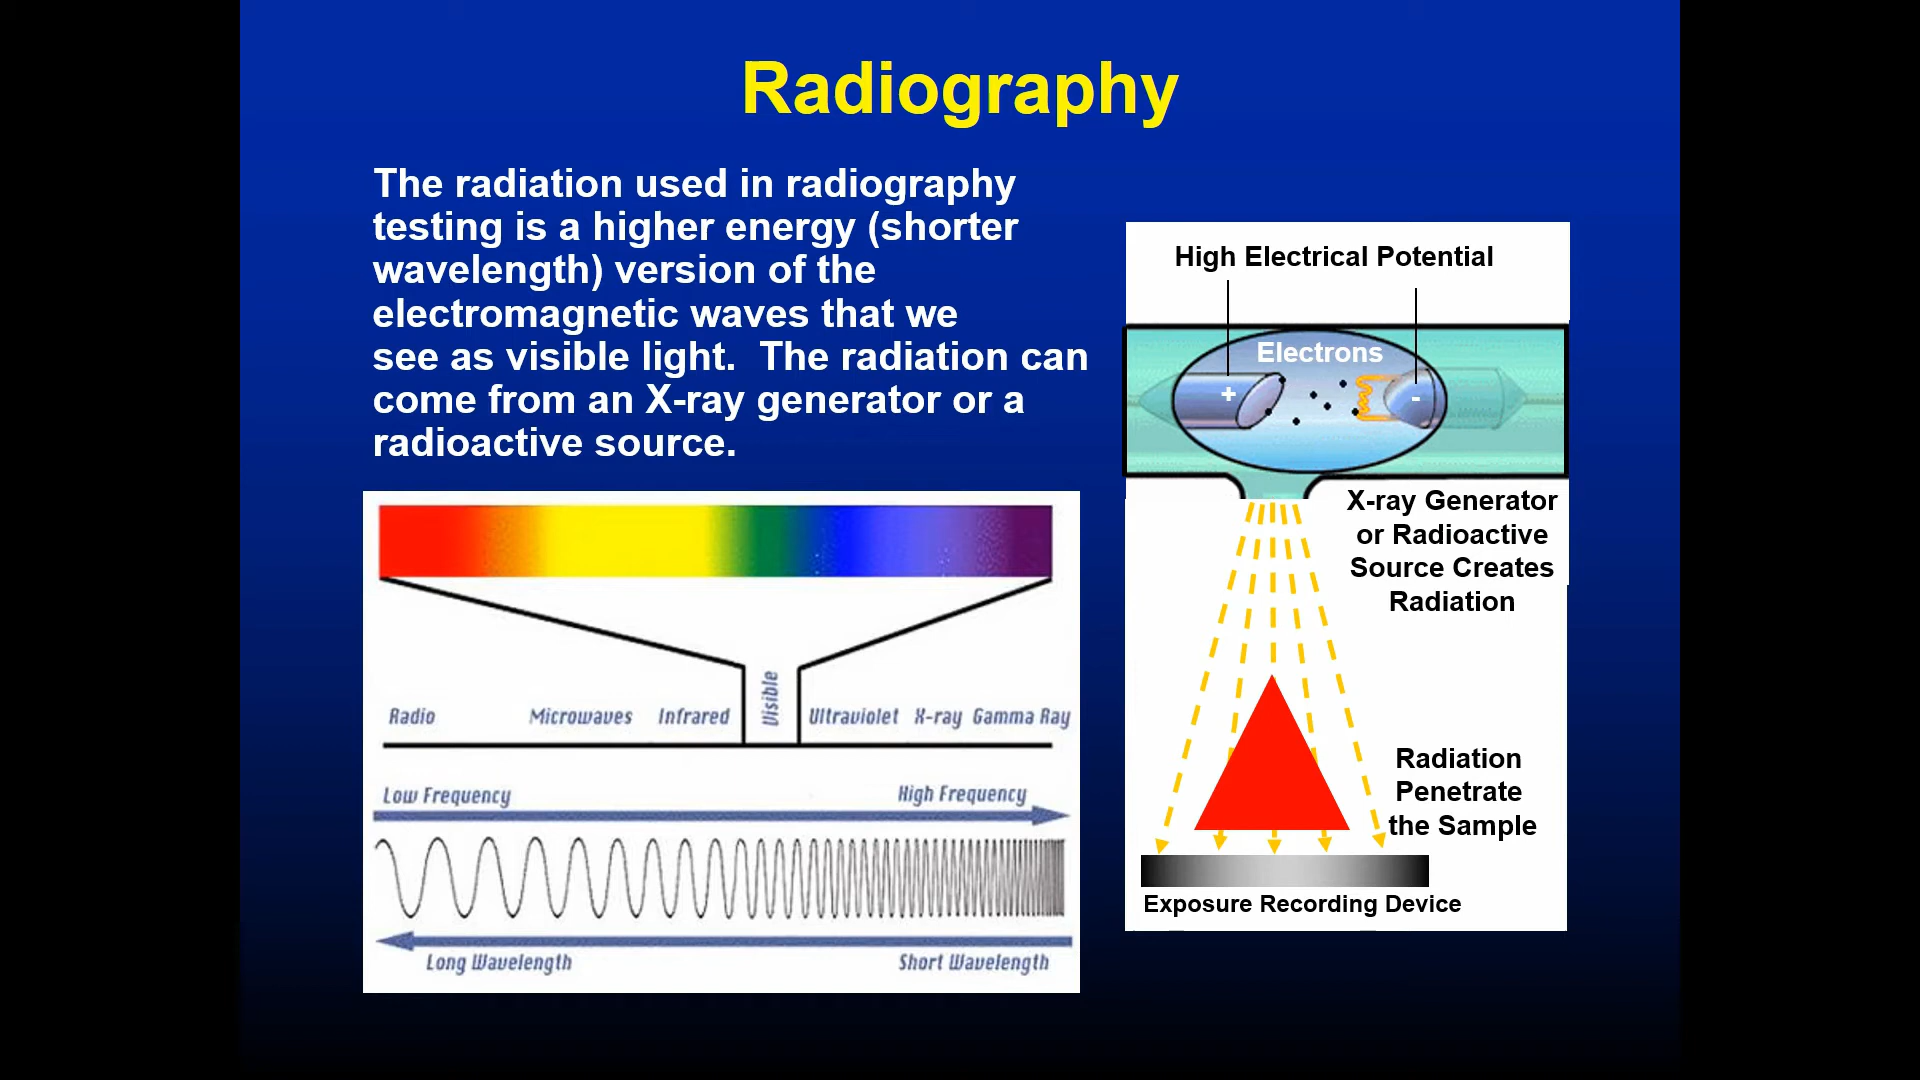 Radiography
The radiation used in radiography
testing is a higher energy (shorter
wavelength) version of the
electromagnetic waves that we
see as visible light.  The radiation can
come from an X-ray generator or a
radioactive source.
High Electrical Potential
Electrons
+
-
X-ray Generator
or Radioactive
Source Creates
Radiation
Radiation
Penetrate
the Sample
Exposure Recording Device
Radio Microwaves Infrared Visible Ultraviolet X-ray Gamma Ray
Low Frequency High Frequency
Long Wavelength Short Wavelength